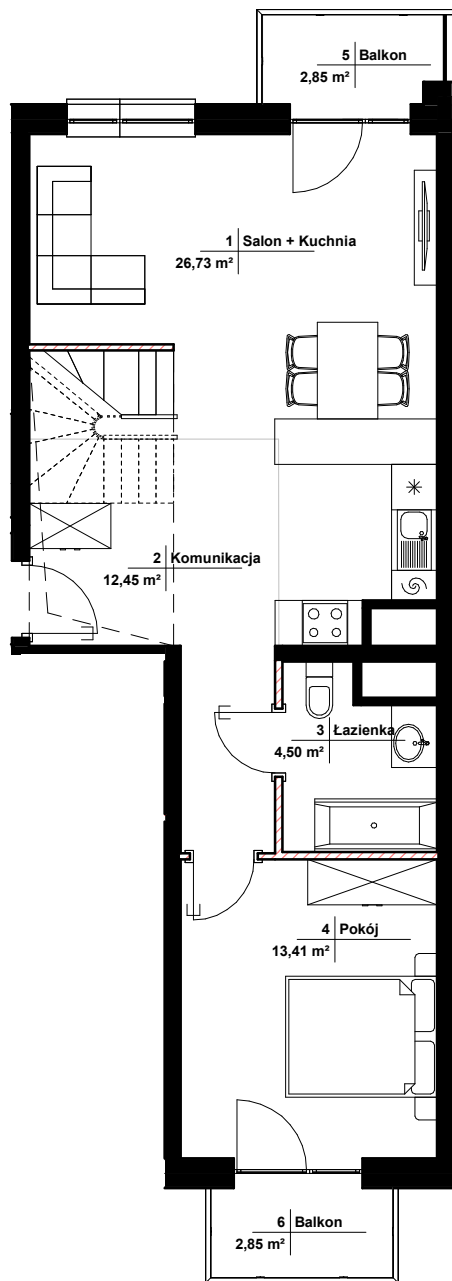 5 Balkon
2,85 m²
1 Salon + Kuchnia
26,73 m²
2 Komunikacja
12,45 m²
3 Łazienka
4,50 m²
4 Pokój
13,41 m²
6 Balkon
2,85 m²